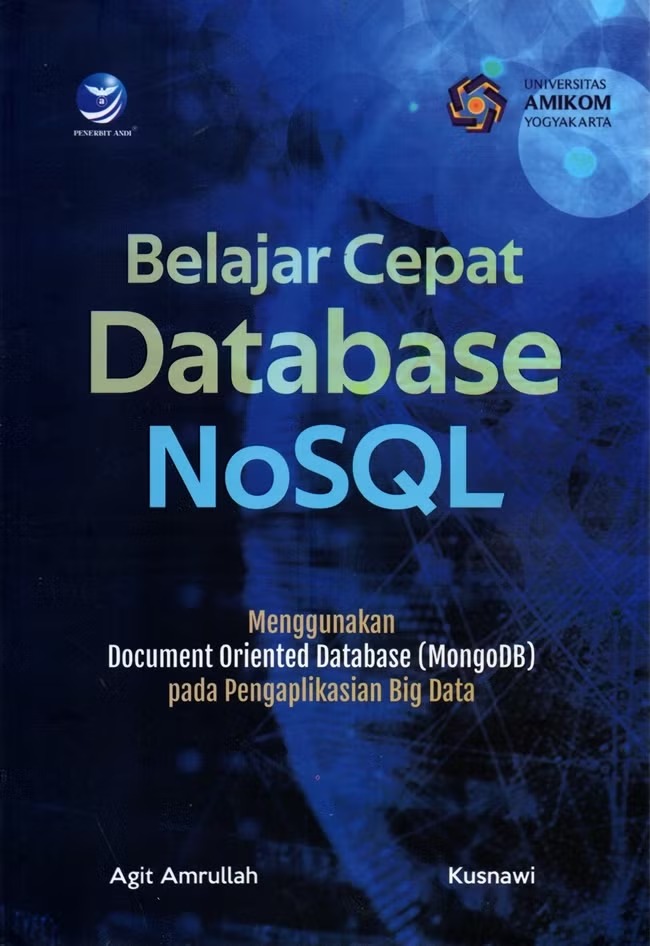 PENERBIT ANDI®
UNIVERSITAS
AMIKOM
YOGYAKARTA
Belajar Cepat
Database
NoSQL
Menggunakan
Document Oriented Database (MongoDB)
pada Pengaplikasian Big Data
Agit Amrullah
Kusnawi